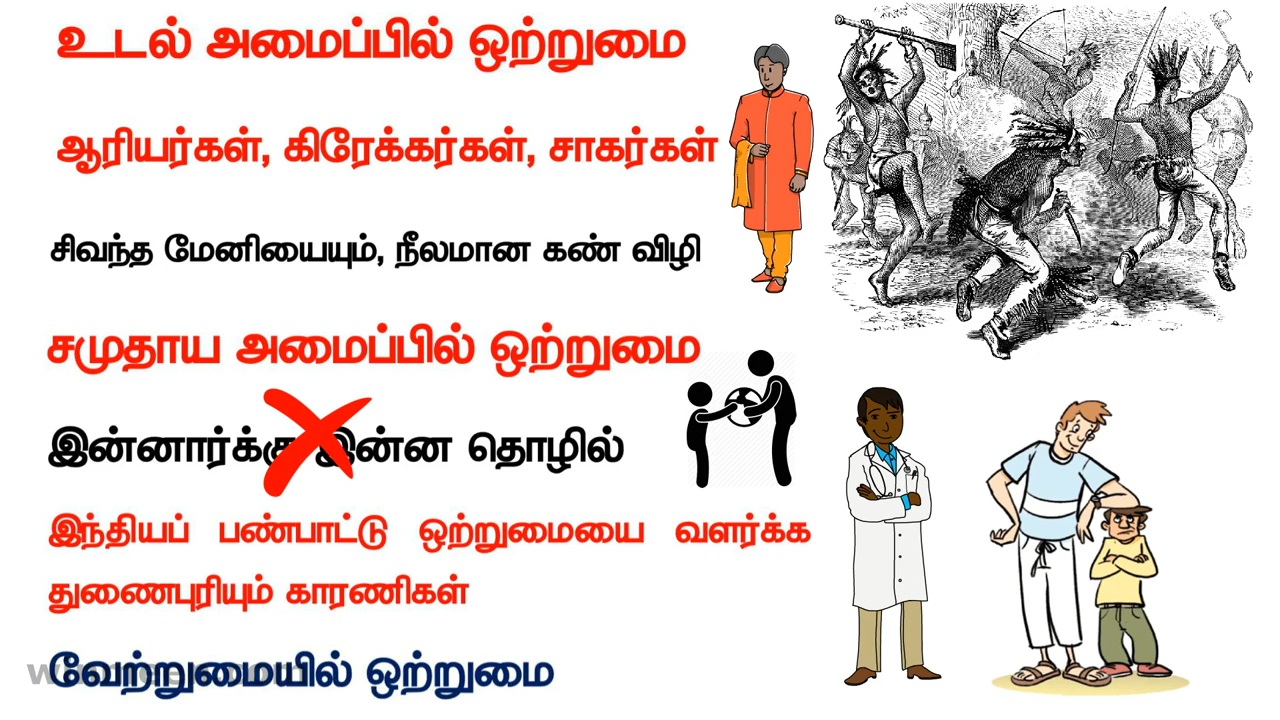 உடல் அமைப்பில் ஒற்றுமை
ஆரியர்கள், கிரேக்கர்கள், சாகர்கள்
சிவந்த மேனியையும், நீலமான கண் விழி
சமுதாய அமைப்பில் ஒற்றுமை
இன்னார்க்கு இன்ன தொழில்
இந்தியப் பண்பாட்டு ஒற்றுமையை வளர்க்க
துணைபுரியும் காரணிகள்
வேற்றுமையில் ஒற்றுமை